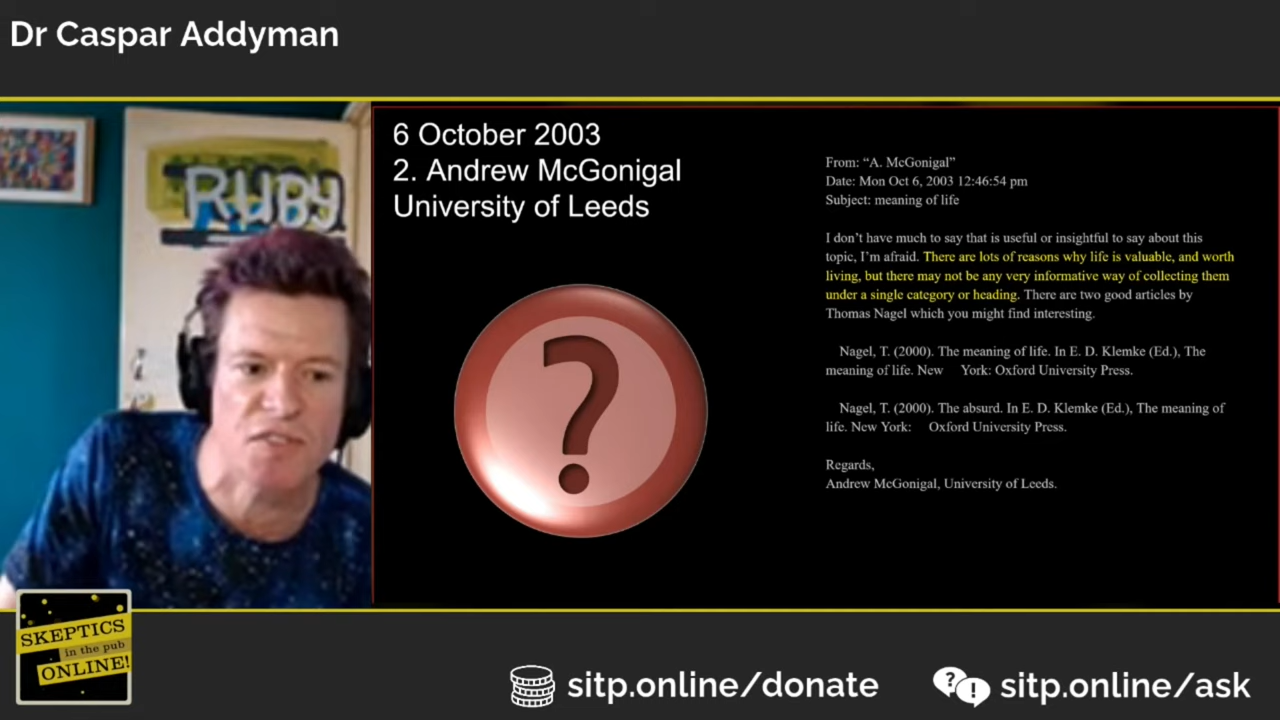 Dr Caspar Addyman
RUBY
6 October 2003
2. Andrew McGonigal
University of Leeds
?
From: “A. McGonigal”
Date: Mon Oct 6, 2003 12:46:54 pm
Subject: meaning of life
I don’t have much to say that is useful or insightful to say about this
topic, I’m afraid. There are lots of reasons why life is valuable, and worth
living, but there may not be any very informative way of collecting them
under a single category or heading. There are two good articles by
Thomas Nagel which you might find interesting.
Nagel, T. (2000). The meaning of life. In E. D. Klemke (Ed.), The
meaning of life. New York: Oxford University Press.
Nagel, T. (2000). The absurd. In E. D. Klemke (Ed.), The meaning of
life. New York: Oxford University Press.
Regards,
Andrew McGonigal, University of Leeds.
SKEPTICS
in the pub
ONLINE!
sitp.online/donate
? !
sitp.online/ask